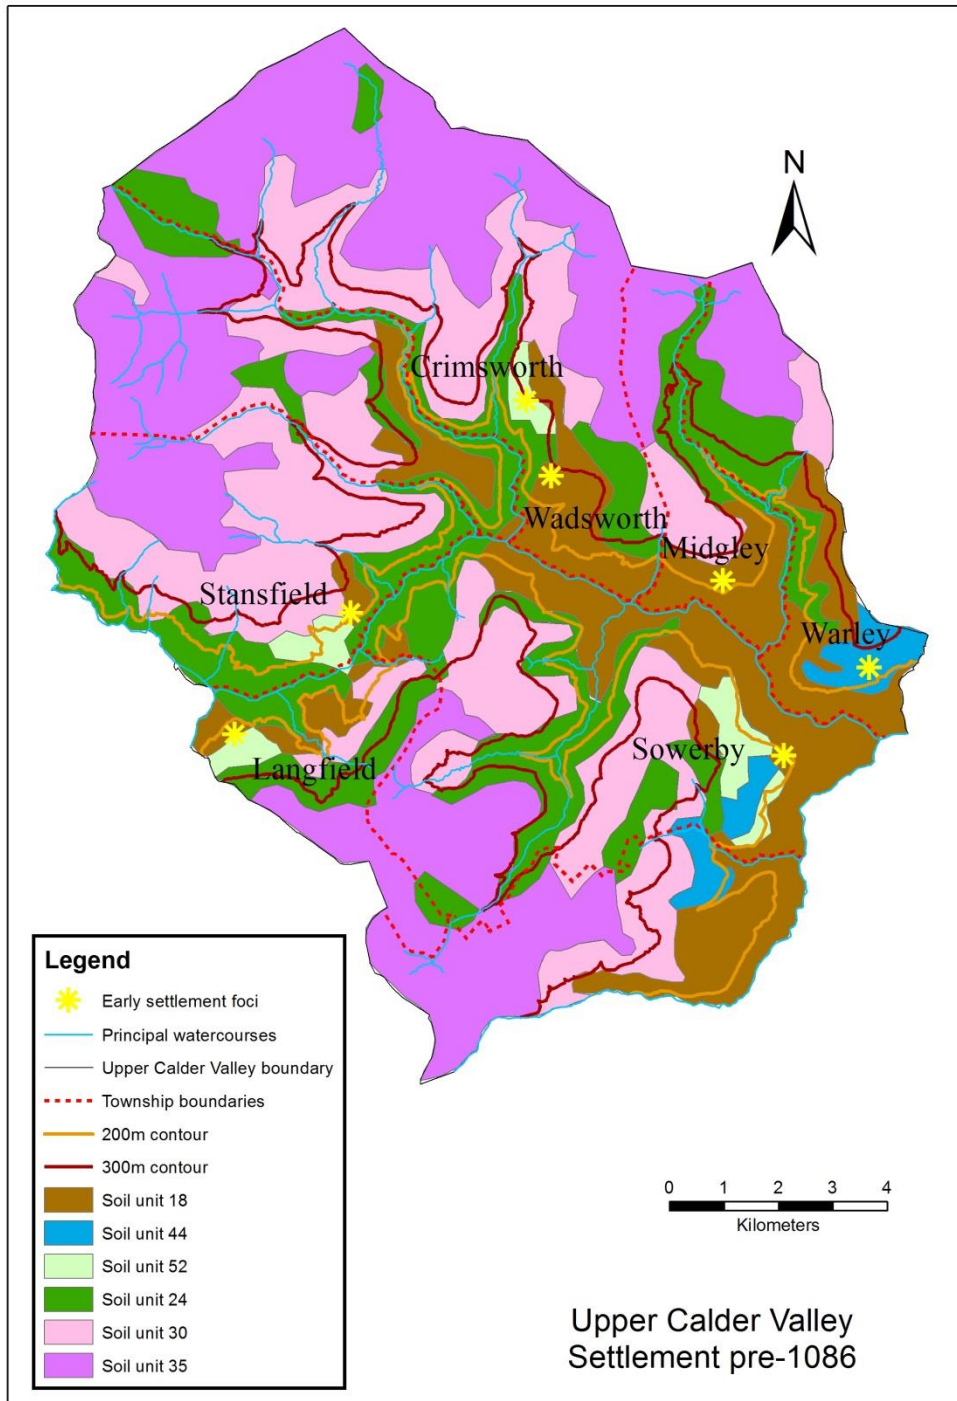 N
Crimsworth
Wadsworth
Midgley
Stansfield
Warley
Sowerby
Langfield
Legend
Early settlement foci
Principal watercourses
Upper Calder Valley boundary
Township boundaries
200m contour
300m contour
Soil unit 18
Soil unit 44
Soil unit 52
Soil unit 24
Soil unit 30
Soil unit 35
0 1 2 3 4
Kilometers
Upper Calder Valley
Settlement pre-1086